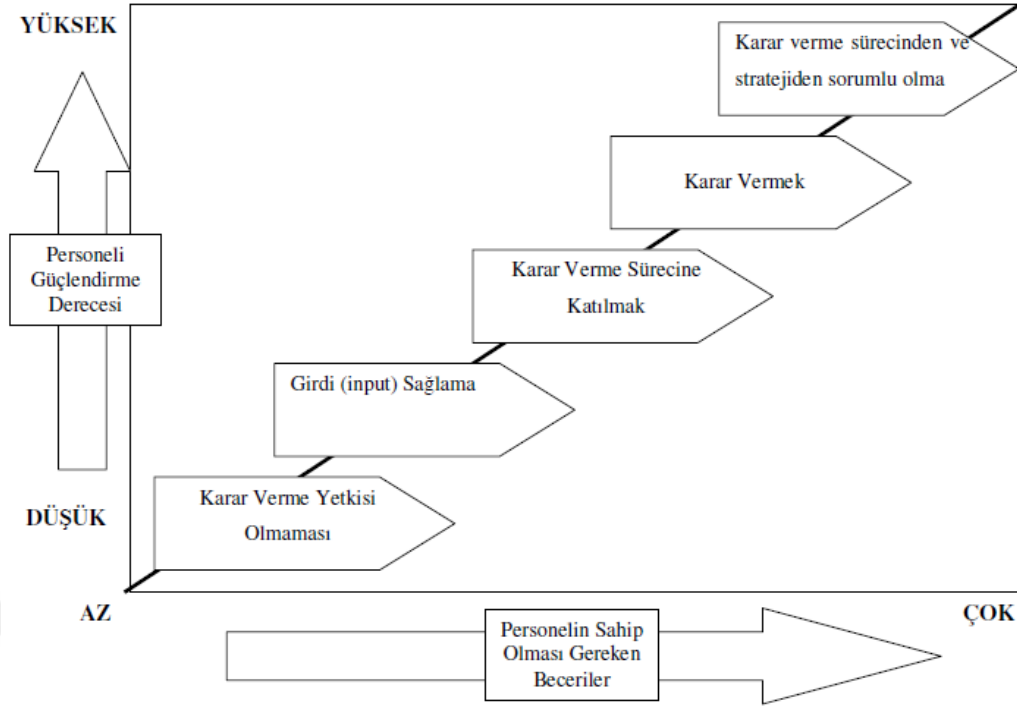 YÜKSEK
Karar verme sürecinden ve
stratejiden sorumlu olma
Karar Vermek
Personeli
Güçlendirme
Derecesi
Karar Verme Sürecine
Katılmak
Girdi (input) Sağlama
Karar Verme Yetkisi
Olmaması
DÜŞÜK
AZ
ÇOK
Personelin Sahip
Olması Gereken
Beceriler